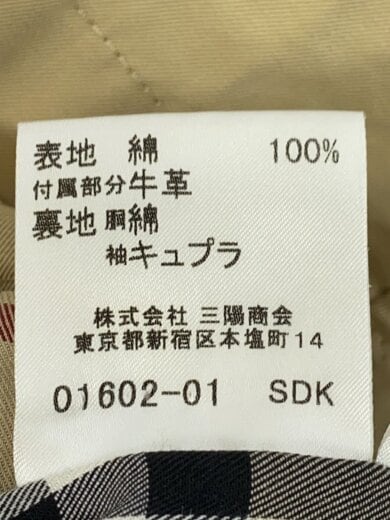 表地 綿 100%
付属部分牛革
裏地 胴綿
袖キュプラ
株式会社 三陽商会
東京都新宿区本塩町14
01602-01 SDK